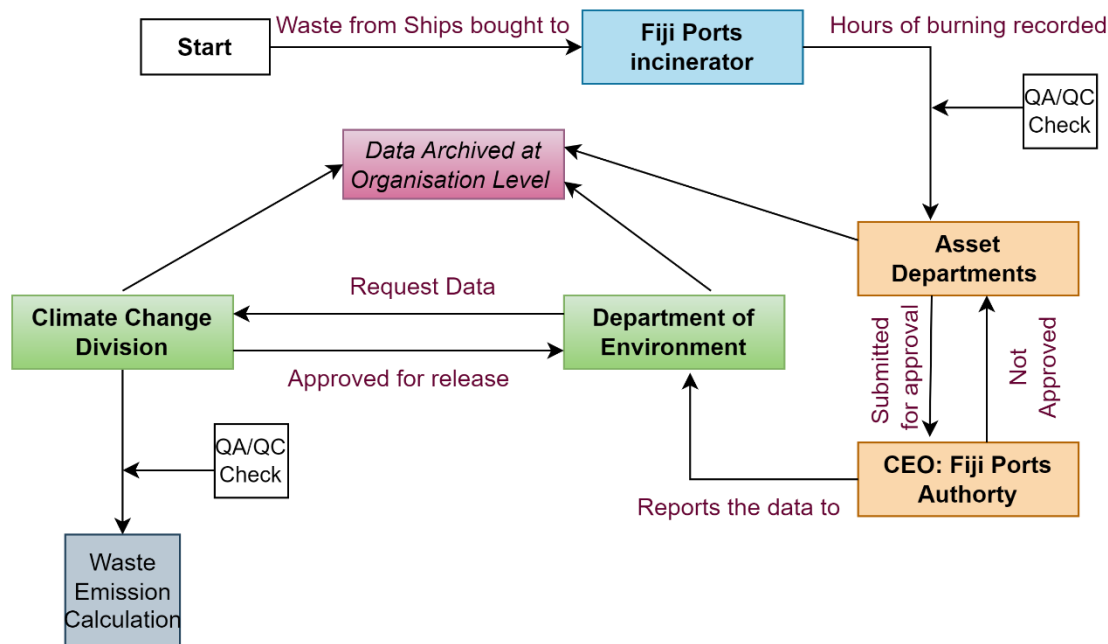 Start
Waste from Ships bought to
Fiji Ports
incinerator
Hours of burning recorded
QA/QC
Check
Data Archived at
Organisation Level
Asset
Departments
Request Data
Climate Change
Division
Department of
Environment
Approved for release
Submitted
for approval
Not
Approved
QA/QC
Check
CEO: Fiji Ports
Authorty
Reports the data to
Waste
Emission
Calculation